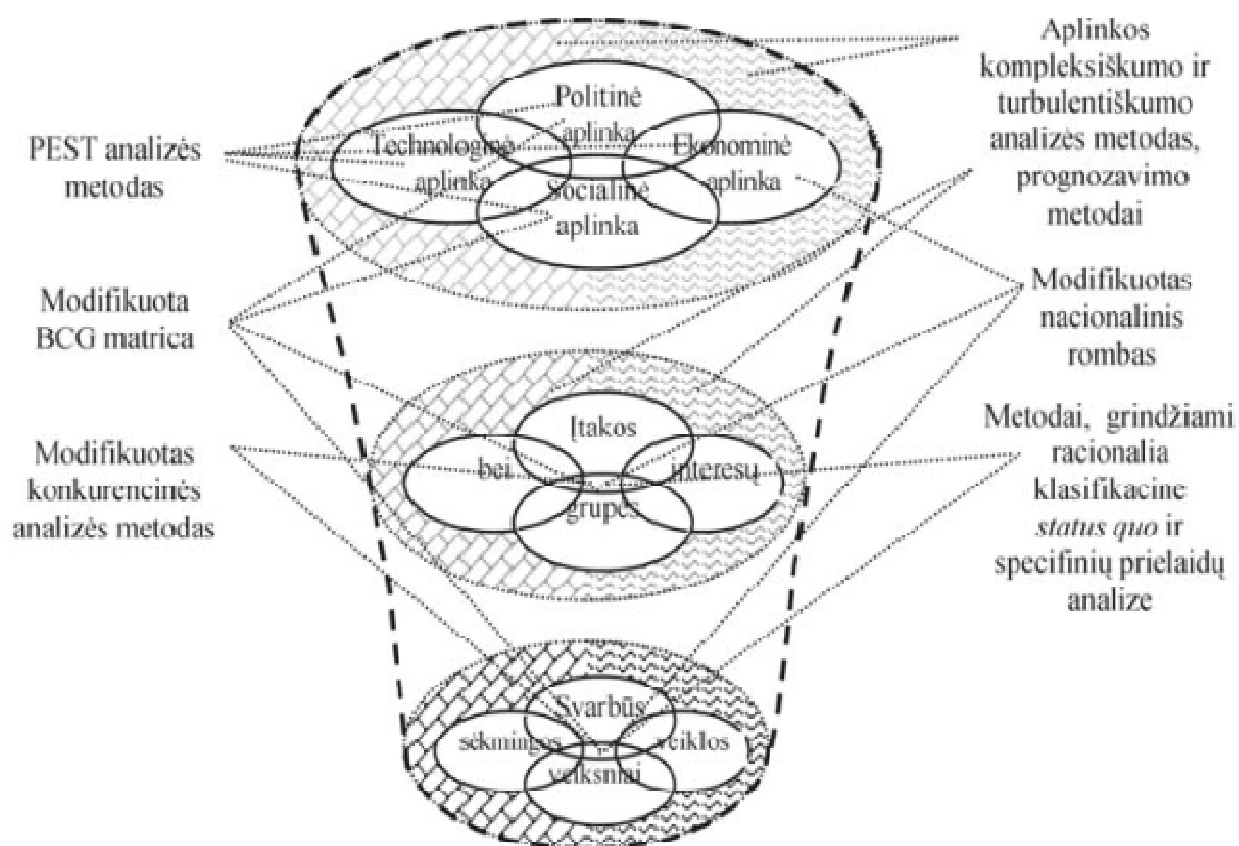 PEST analizės
metodas
Modifikuota
BCG matrica
Modifikuotas
konkurencinės
analizės metodas
Politinė
aplinka
Technologinė
aplinka
Ekonominė
aplinka
Socialinė
aplinka
Įtakos
bei
interesų
grupės
Svarbūs
sėkmingos
veiklos
veiksniai
Aplinkos
kompleksiškumo ir
turbulentiškumo
analizės metodas,
prognozavimo
metodai
Modifikuotas
nacionalinis
rombas
Metodai, grindžiami
racionalia
klasifikacine
status quo ir
specifinių prielaidų
analize